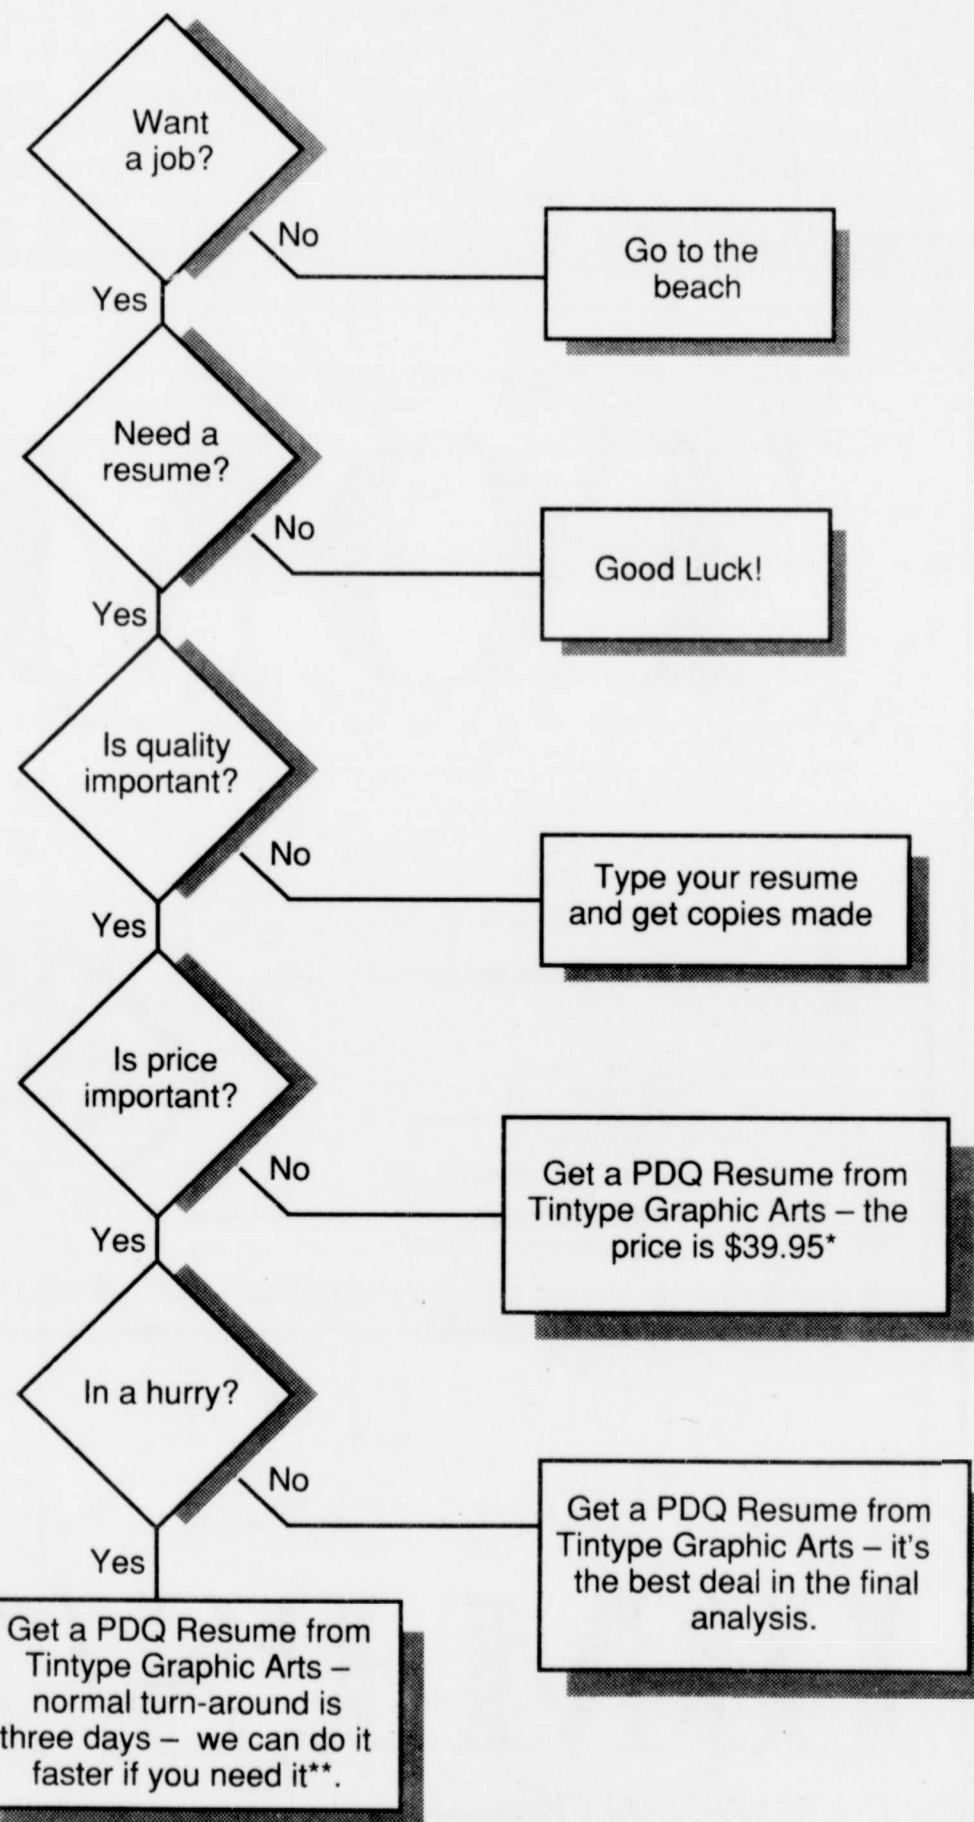 Want
a job?
No
Go to the
beach
Yes
Need a
resume?
No
Good Luck!
Yes
Is quality
important?
No
Type your resume
and get copies made
Yes
Is price
important?
No
Get a PDQ Resume from
Tintype Graphic Arts – the
price is $39.95*
Yes
In a hurry?
No
Get a PDQ Resume from
Tintype Graphic Arts – it's
the best deal in the final
analysis.
Yes
Get a PDQ Resume from
Tintype Graphic Arts –
normal turn-around is
three days – we can do it
faster if you need it**.